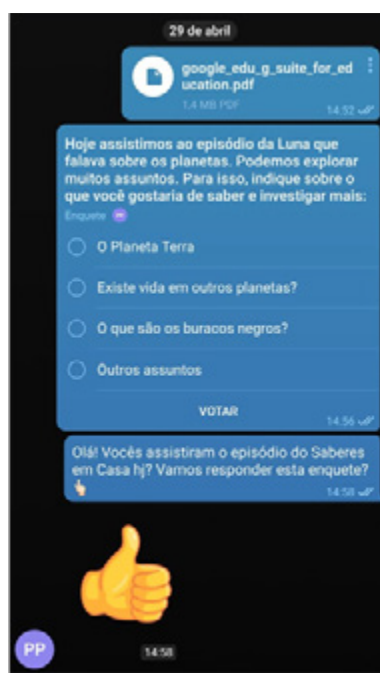 29 de abril
google_edu_g_suite_for_ed
ucation.pdf
1,4 MB PDF
14:52
Hoje assistimos ao episódio da Luna que
falava sobre os planetas. Podemos explorar
muitos assuntos. Para isso, indique sobre o
que você gostaria de saber e investigar mais:
Enquete
O Planeta Terra
Existe vida em outros planetas?
O que são os buracos negros?
Outros assuntos
VOTAR
14:56
Olá! Vocês assistiram o episódio do Saberes
em Casa hj? Vamos responder esta enquete?
14:58
PP
14:58